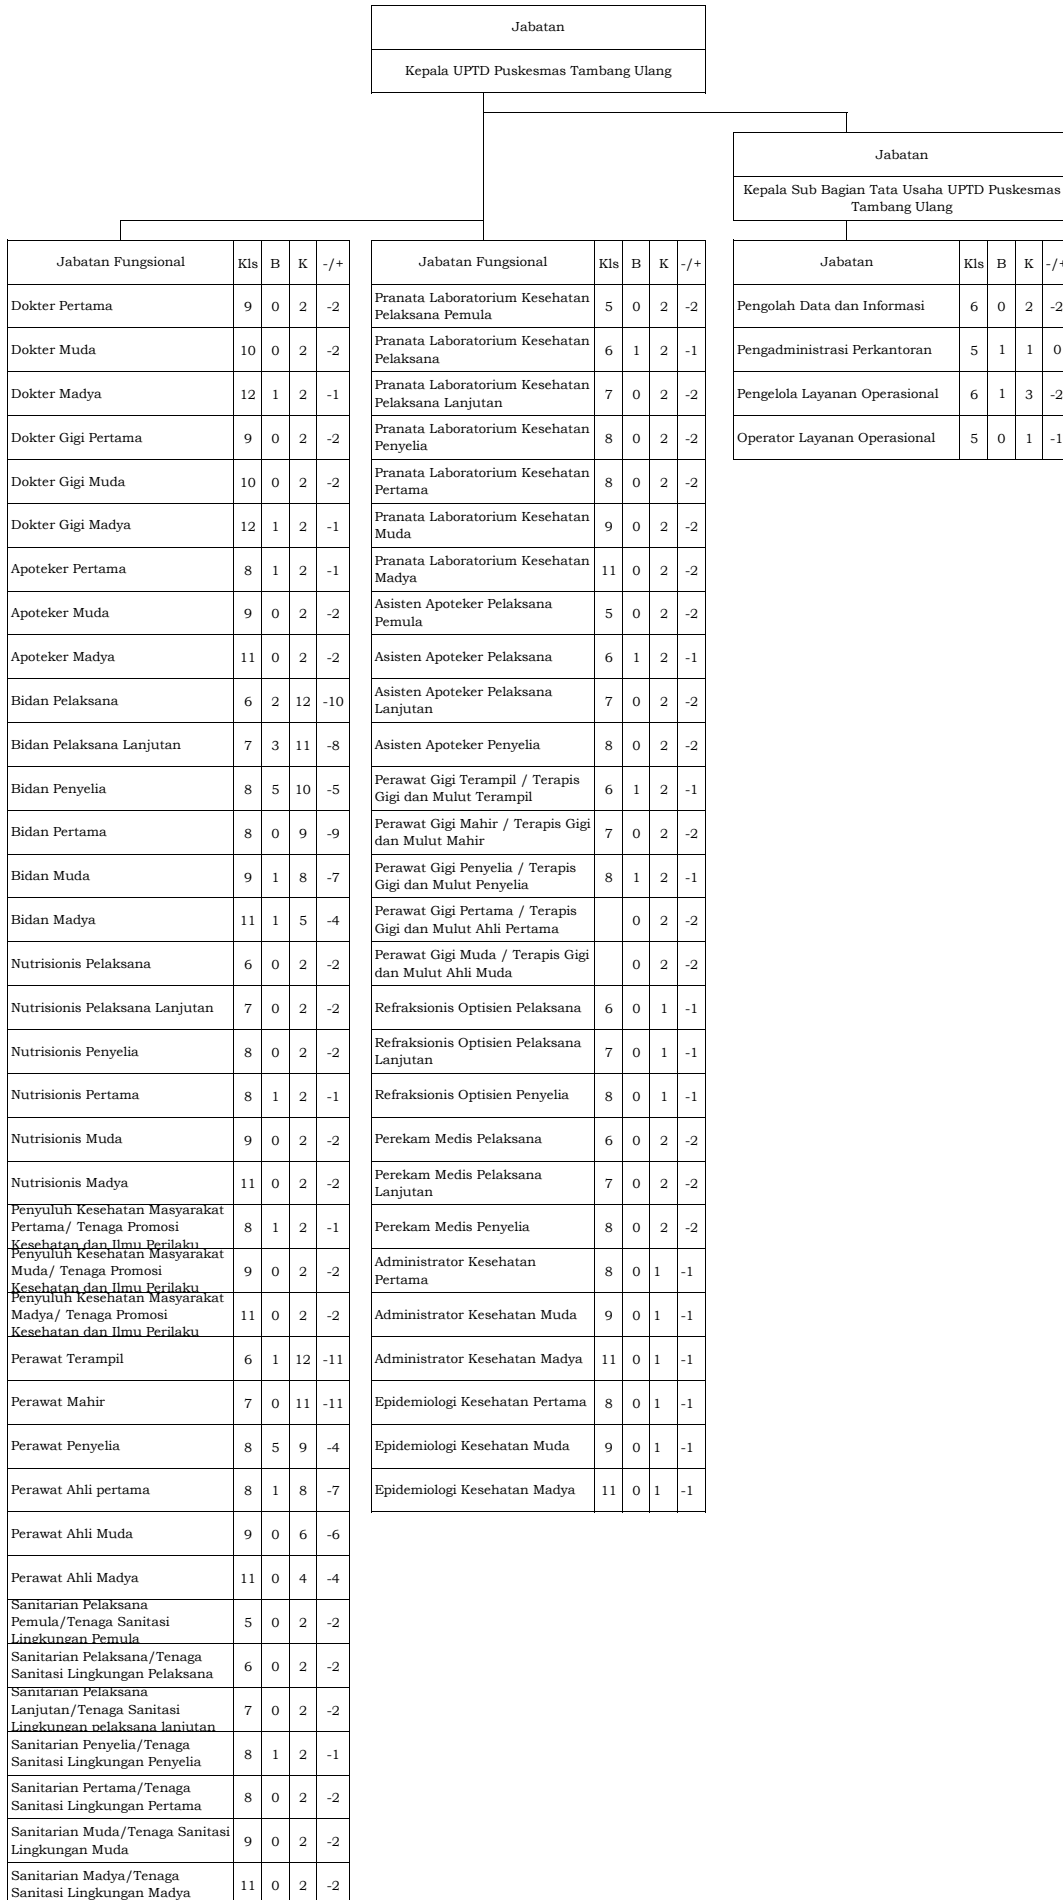 Jabatan
Kepala UPTD Puskesmas Tambang Ulang
Jabatan
Kepala Sub Bagian Tata Usaha UPTD Puskesmas
Tambang Ulang
Jabatan Fungsional Kls B K -/+
Dokter Pertama 9 0 2 -2
Dokter Muda 10 0 2 -2
Dokter Madya 12 1 2 -1
Dokter Gigi Pertama 9 0 2 -2
Dokter Gigi Muda 10 0 2 -2
Dokter Gigi Madya 12 1 2 -1
Apoteker Pertama 8 1 2 -1
Apoteker Muda 9 0 2 -2
Apoteker Madya 11 0 2 -2
Bidan Pelaksana 6 2 12 -10
Bidan Pelaksana Lanjutan 7 3 11 -8
Bidan Penyelia 8 5 10 -5
Bidan Pertama 8 0 9 -9
Bidan Muda 9 1 8 -7
Bidan Madya 11 1 5 -4
Nutrisionis Pelaksana 6 0 2 -2
Nutrisionis Pelaksana Lanjutan 7 0 2 -2
Nutrisionis Penyelia 8 0 2 -2
Nutrisionis Pertama 8 1 2 -1
Nutrisionis Muda 9 0 2 -2
Nutrisionis Madya 11 0 2 -2
Penyuluh Kesehatan Masyarakat
Pertama/ Tenaga Promosi 8 1 2 -1
Kesehatan dan Ilmu Perilaku
Penyuluh Kesehatan Masyarakat
Muda/ Tenaga Promosi 9 0 2 -2
Kesehatan dan Ilmu Perilaku
Penyuluh Kesehatan Masyarakat
Madya/ Tenaga Promosi 11 0 2 -2
Kesehatan dan Ilmu Perilaku
Perawat Terampil 6 1 12 -11
Perawat Mahir 7 0 11 -11
Perawat Penyelia 8 5 9 -4
Perawat Ahli pertama 8 1 8 -7
Perawat Ahli Muda 9 0 6 -6
Perawat Ahli Madya 11 0 4 -4
Sanitarian Pelaksana
Pemula/Tenaga Sanitasi 5 0 2 -2
Lingkungan Pemula
Sanitarian Pelaksana/Tenaga
Sanitasi Lingkungan Pelaksana 6 0 2 -2
Sanitarian Pelaksana
Lanjutan/Tenaga Sanitasi 7 0 2 -2
Lingkungan pelaksana lanjutan
Sanitarian Penyelia/Tenaga
Sanitasi Lingkungan Penyelia 8 1 2 -1
Sanitarian Pertama/Tenaga
Sanitasi Lingkungan Pertama 8 0 2 -2
Sanitarian Muda/Tenaga Sanitasi
Lingkungan Muda 9 0 2 -2
Sanitarian Madya/Tenaga
Sanitasi Lingkungan Madya 11 0 2 -2
Jabatan Fungsional Kls B K -/+
Pranata Laboratorium Kesehatan
Pelaksana Pemula 5 0 2 -2
Pranata Laboratorium Kesehatan
Pelaksana 6 1 2 -1
Pranata Laboratorium Kesehatan
Pelaksana Lanjutan 7 0 2 -2
Pranata Laboratorium Kesehatan
Penyelia 8 0 2 -2
Pranata Laboratorium Kesehatan
Pertama 8 0 2 -2
Pranata Laboratorium Kesehatan
Muda 9 0 2 -2
Pranata Laboratorium Kesehatan
Madya 11 0 2 -2
Asisten Apoteker Pelaksana
Pemula 5 0 2 -2
Asisten Apoteker Pelaksana 6 1 2 -1
Asisten Apoteker Pelaksana
Lanjutan 7 0 2 -2
Asisten Apoteker Penyelia 8 0 2 -2
Perawat Gigi Terampil / Terapis
Gigi dan Mulut Terampil 6 1 2 -1
Perawat Gigi Mahir / Terapis Gigi
dan Mulut Mahir 7 0 2 -2
Perawat Gigi Penyelia / Terapis
Gigi dan Mulut Penyelia 8 1 2 -1
Perawat Gigi Pertama / Terapis
Gigi dan Mulut Ahli Pertama 0 2 -2
Perawat Gigi Muda / Terapis Gigi
dan Mulut Ahli Muda 0 2 -2
Refraksionis Optisien Pelaksana 6 0 1 -1
Refraksionis Optisien Pelaksana
Lanjutan 7 0 1 -1
Refraksionis Optisien Penyelia 8 0 1 -1
Perekam Medis Pelaksana 6 0 2 -2
Perekam Medis Pelaksana
Lanjutan 7 0 2 -2
Perekam Medis Penyelia 8 0 2 -2
Administrator Kesehatan
Pertama 8 0 1 -1
Administrator Kesehatan Muda 9 0 1 -1
Administrator Kesehatan Madya 11 0 1 -1
Epidemiologi Kesehatan Pertama 8 0 1 -1
Epidemiologi Kesehatan Muda 9 0 1 -1
Epidemiologi Kesehatan Madya 11 0 1 -1
Jabatan Kls B K -/+
Pengolah Data dan Informasi 6 0 2 -2
Pengadministrasi Perkantoran 5 1 1 0
Pengelola Layanan Operasional 6 1 3 -2
Operator Layanan Operasional 5 0 1 -1